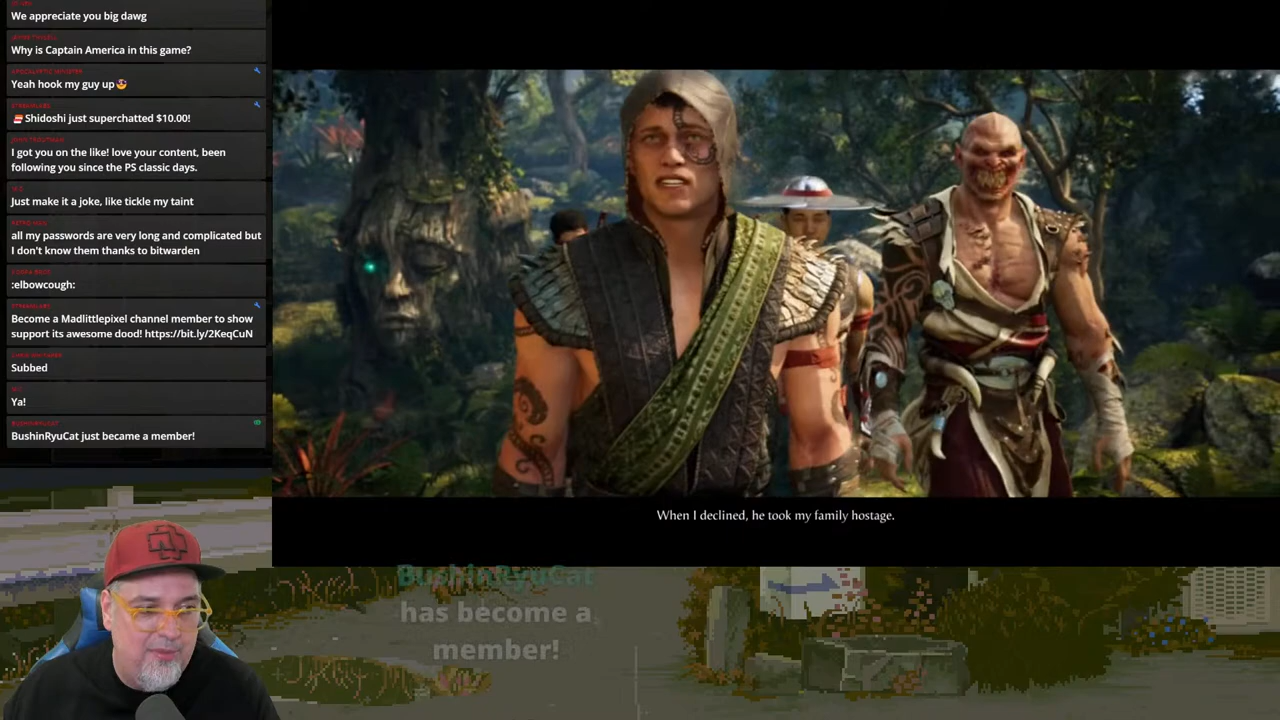 We appreciate you big dawg
Why is Captain America in this game?
Yeah hook my guy up
STREAMLABS
Shidoshi just superchatted $10.00!
I got you on the like! love your content, been
following you since the PS classic days.
Just make it a joke, like tickle my taint
all my passwords are very long and complicated but
I don't know them thanks to bitwarden
:elbowcough:
STREAMLABS
Become a Madlittlepixel channel member to show
support its awesome dood! https://bit.ly/2KeqCuN
Subbed
Ya!
BUSHINRYUCAT
BushinRyuCat just became a member!
When I declined, he took my family hostage.
BushinRyuCat
has become a
member!